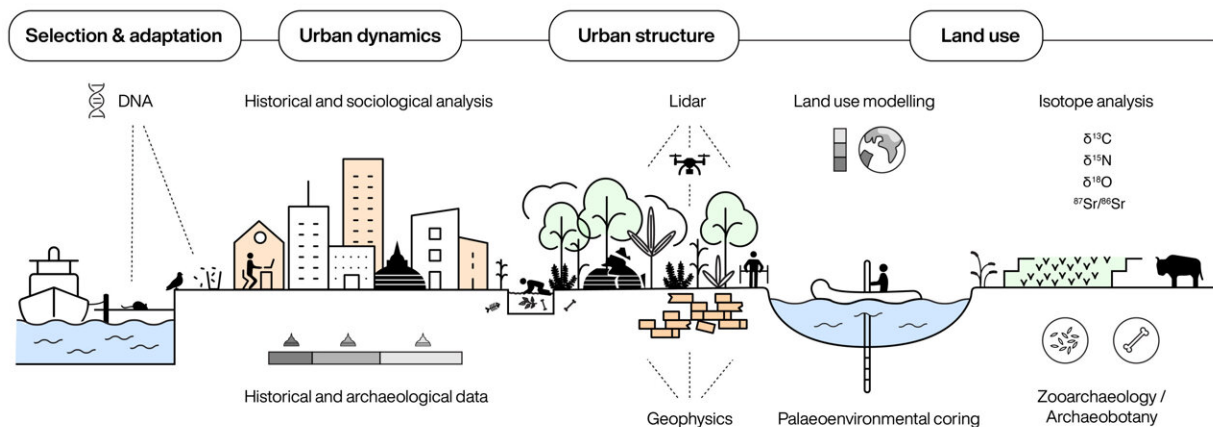 Selection & adaptation
Urban dynamics
Urban structure
Land use
DNA
Historical and sociological analysis
Lidar
Land use modelling
Isotope analysis
δ¹³C
δ¹⁵N
δ¹⁸O
⁸⁷Sr/⁸⁶Sr
Historical and archaeological data
Geophysics
Palaeoenvironmental coring
Zooarchaeology /
Archaeobotany